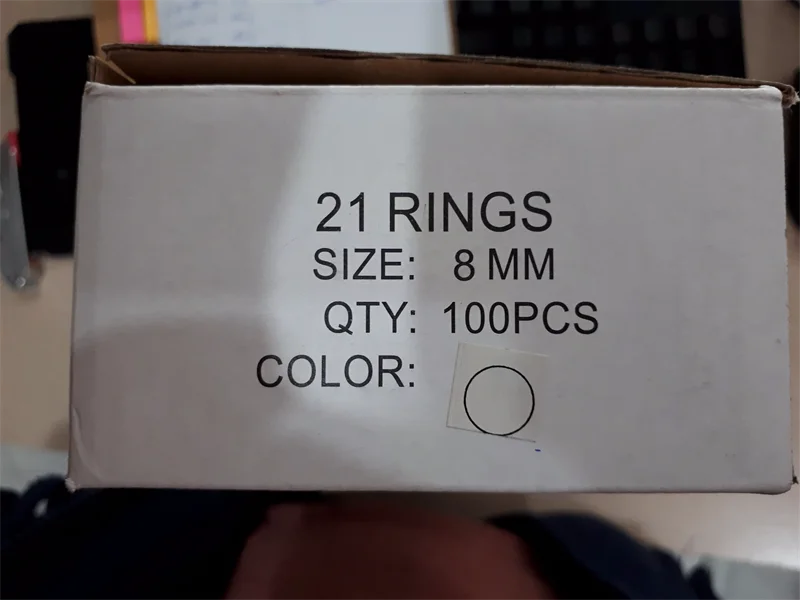 21 RINGS
SIZE: 8 MM
QTY: 100PCS
COLOR: